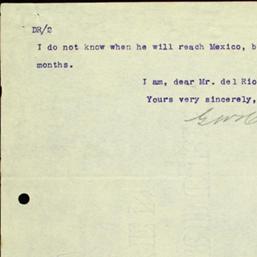 DR/2
I do not know when he will reach Mexico, b
months.
I am, dear Mr. del Rio
Yours very sincerely,